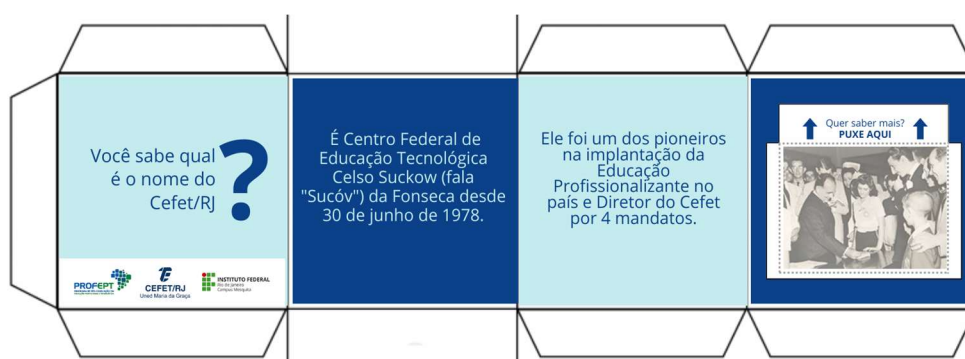 Você sabe qual
é o nome do
Cefet/RJ
?
PROFEPT
CEFET/RJ
Uned Maria da Graça
INSTITUTO FEDERAL
Rio de Janeiro
Campus Mesquita
É Centro Federal de
Educação Tecnológica
Celso Suckow (fala
"Sucóv") da Fonseca desde
30 de junho de 1978.
Ele foi um dos pioneiros
na implantação da
Educação
Profissionalizante no
país e Diretor do Cefet
por 4 mandatos.
Quer saber mais?
PUXE AQUI